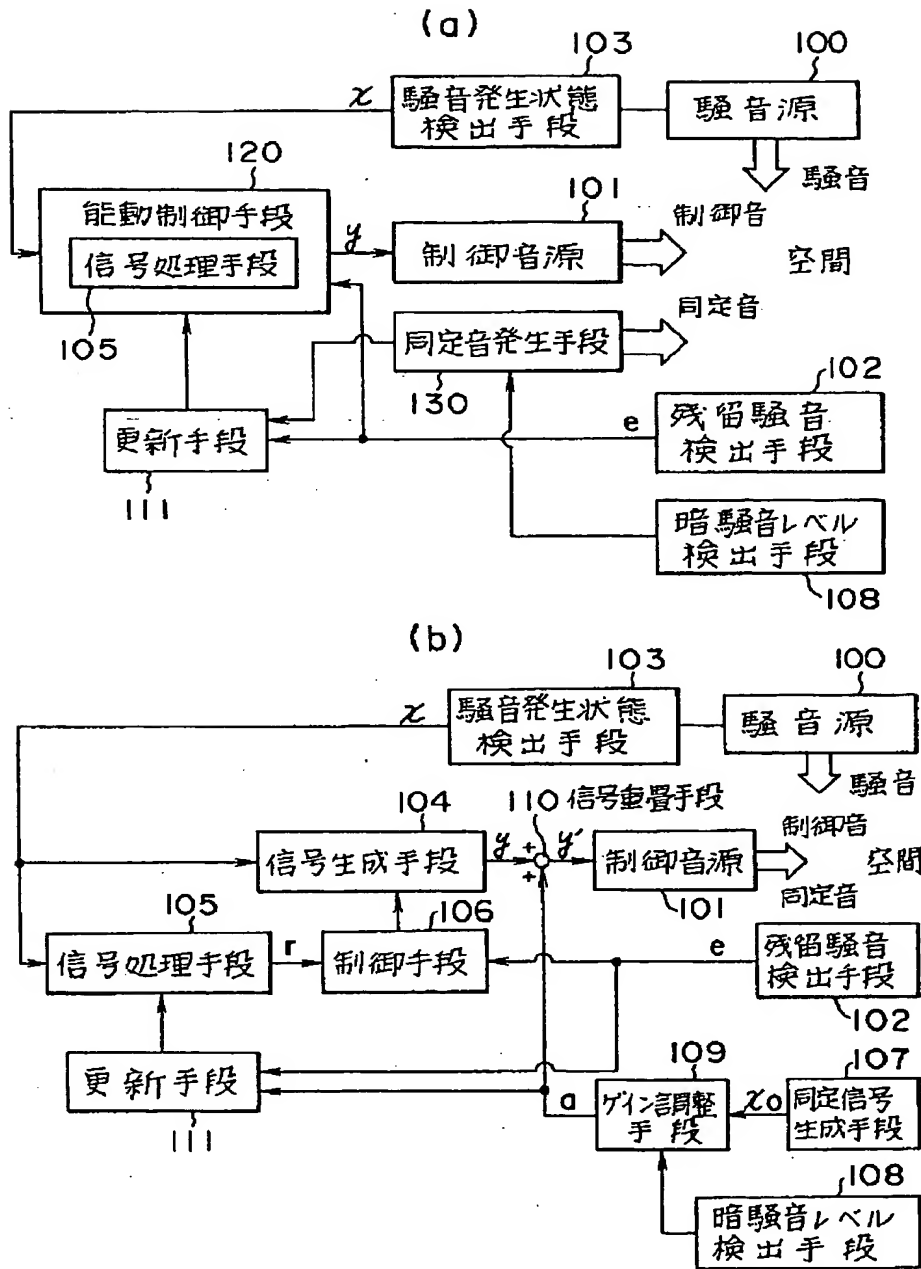 (a)
103
100
x
騒音発生状態
検出手段
騒音源
騒音
120
能動制御手段
信号処理手段
105
y
101
制御音源
制御音
空間
同定音発生手段
130
同定音
102
残留騒音
検出手段
e
更新手段
111
暗騒音レベル
検出手段
108
(b)
103
100
x
騒音発生状態
検出手段
騒音源
騒音
104
信号生成手段
110 信号重畳手段
y + y'
+
制御音源
101
制御音
空間
同定音
105
信号処理手段
r
106
制御手段
e
残留騒音
検出手段
102
更新手段
111
109
a
ゲイン調整
手段
x0
107
同定信号
生成手段
108
暗騒音レベル
検出手段